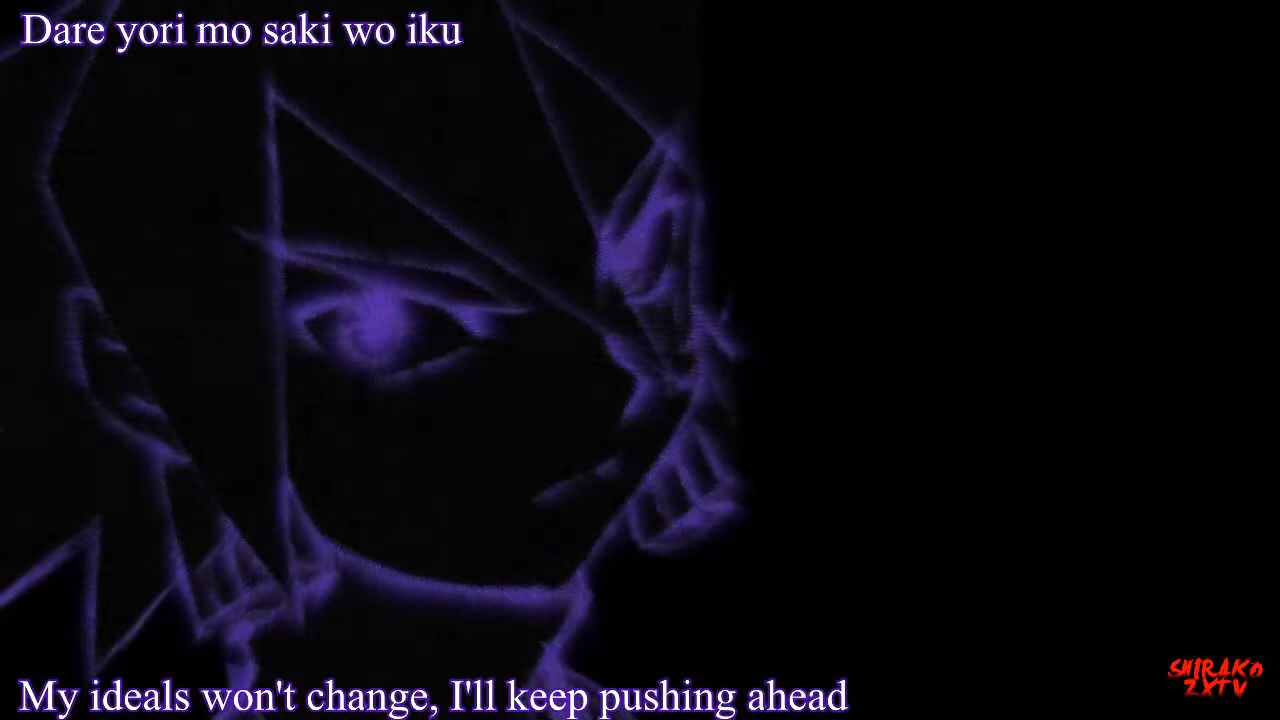 Dare yori mo saki wo iku
My ideals won't change, I'll keep pushing ahead
SHIRAKO
ZXTV